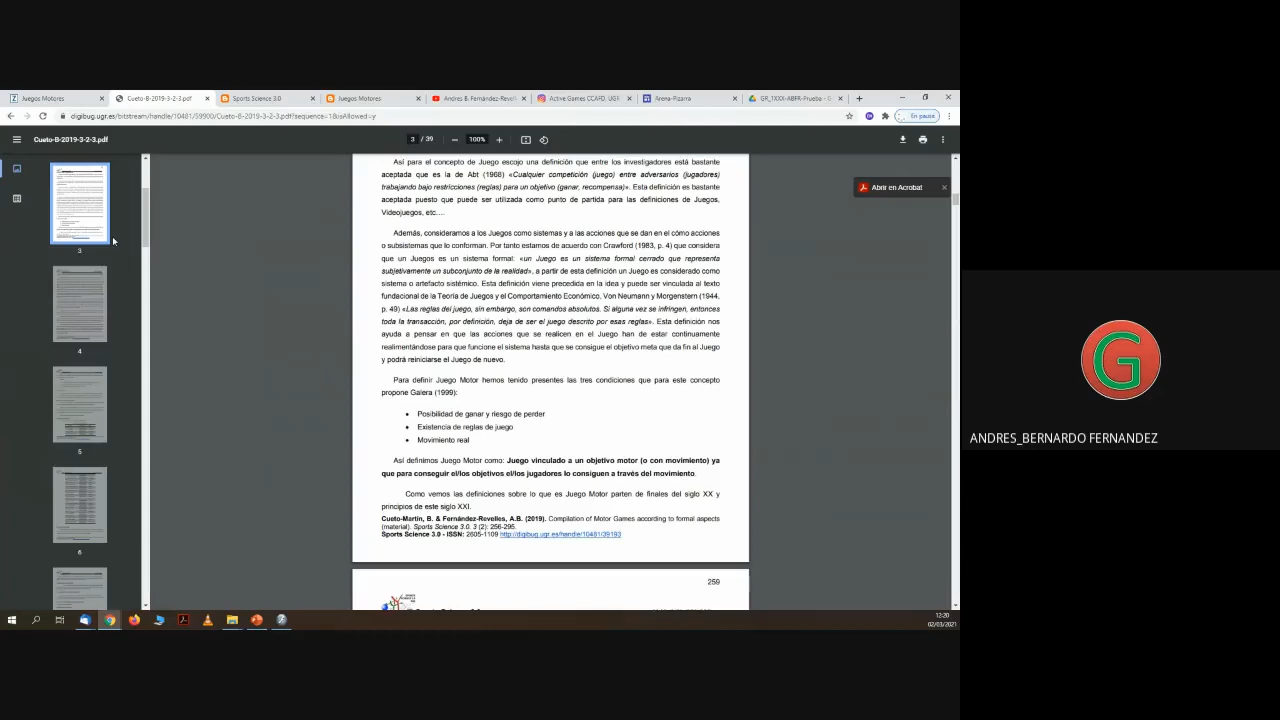 Juegos Motores
Cueto-B-2019-3-2-3.pdf
Sports Science 3.0
Juegos Motores
Andres B. Fernández-Revell
Active Games CCAFD, UGR
Arena-Pizarra
GR_1XXX-ABFR-Prueba - G
digibug.ugr.es/bitstream/handle/10481/59900/Cueto-B-2019-3-2-3.pdf?sequence=1&isAllowed=y
En pausa
Cueto-B-2019-3-2-3.pdf
3 / 39
100%
Abrir en Acrobat
3
4
5
6
Así para el concepto de Juego escojo una definición que entre los investigadores está bastante
aceptada que es la de Abt (1968) «Cualquier competición (juego) entre adversarios (jugadores)
trabajando bajo restricciones (reglas) para un objetivo (ganar, recompensa)». Esta definición es bastante
aceptada puesto que puede ser utilizada como punto de partida para las definiciones de Juegos,
Videojuegos, etc....
Además, consideramos a los Juegos como sistemas y a las acciones que se dan en el cómo acciones
o subsistemas que lo conforman. Por tanto estamos de acuerdo con Crawford (1983, p. 4) que considera
que un Juegos es un sistema formal: «un Juego es un sistema formal cerrado que representa
subjetivamente un subconjunto de la realidad», a partir de esta definición un Juego es considerado como
sistema o artefacto sistémico. Esta definición viene precedida en la idea y puede ser vinculada al texto
fundacional de la Teoría de Juegos y el Comportamiento Económico, Von Neumann y Morgenstern (1944,
p. 49) «Las reglas del juego, sin embargo, son comandos absolutos. Si alguna vez se infringen, entonces
toda la transacción, por definición, deja de ser el juego descrito por esas reglas». Esta definición nos
ayuda a pensar en que las acciones que se realicen en el Juego han de estar continuamente
realimentándose para que funcione el sistema hasta que se consigue el objetivo meta que da fin al Juego
y podrá reiniciarse el Juego de nuevo.
Para definir Juego Motor hemos tenido presentes las tres condiciones que para este concepto
propone Galera (1999):
• Posibilidad de ganar y riesgo de perder
• Existencia de reglas de juego
• Movimiento real
Así definimos Juego Motor como: Juego vinculado a un objetivo motor (o con movimiento) ya
que para conseguir el/los objetivos el/los jugadores lo consiguen a través del movimiento.
Como vemos las definiciones sobre lo que es Juego Motor parten de finales del siglo XX y
principios de este siglo XXI.
Cueto-Martín, B. & Fernández-Revelles, A.B. (2019). Compilation of Motor Games according to formal aspects
(material). Sports Science 3.0. 3 (2): 256-295.
Sports Science 3.0 - ISSN: 2605-1109 http://digibug.ugr.es/handle/10481/39193
259
G
ANDRES_BERNARDO FERNANDEZ
12:20
02/03/2021